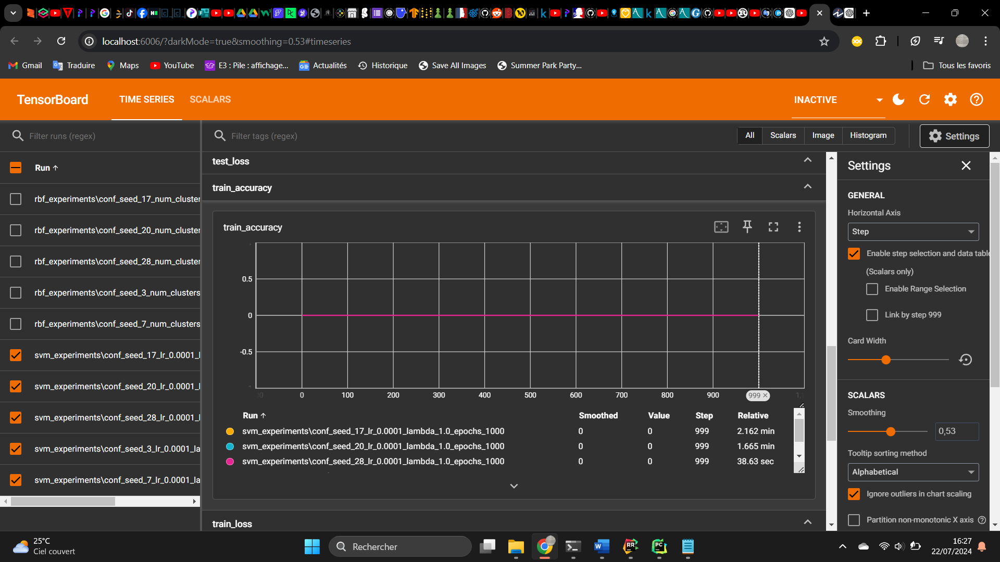 localhost:6006/?darkMode=true&smoothing=0.53#timeseries
Gmail Traduire Maps YouTube E3 : Pile : affichage... Actualités Historique Save All Images Summer Park Party... Tous les favoris
TensorBoard TIME SERIES SCALARS INACTIVE
Filter runs (regex) Filter tags (regex) All Scalars Image Histogram Settings
Run
rbf_experiments\conf_seed_17_num_cluster
rbf_experiments\conf_seed_20_num_cluster
rbf_experiments\conf_seed_28_num_cluster
rbf_experiments\conf_seed_3_num_clusters
rbf_experiments\conf_seed_7_num_clusters
svm_experiments\conf_seed_17_lr_0.0001_l
svm_experiments\conf_seed_20_lr_0.0001_l
svm_experiments\conf_seed_28_lr_0.0001_l
svm_experiments\conf_seed_3_lr_0.0001_la
svm_experiments\conf_seed_7_lr_0.0001_la
test_loss
train_accuracy
train_accuracy
0.5
0
-0.5
0 100 200 300 400 500 600 700 800 900 999 ×
Run Smoothed Value Step Relative
svm_experiments\conf_seed_17_lr_0.0001_lambda_1.0_epochs_1000 0 0 999 2.162 min
svm_experiments\conf_seed_20_lr_0.0001_lambda_1.0_epochs_1000 0 0 999 1.665 min
svm_experiments\conf_seed_28_lr_0.0001_lambda_1.0_epochs_1000 0 0 999 38.63 sec
train_loss
Settings
GENERAL
Horizontal Axis
Step
Enable step selection and data table
(Scalars only)
Enable Range Selection
Link by step 999
Card Width
SCALARS
Smoothing
0,53
Tooltip sorting method
Alphabetical
Ignore outliers in chart scaling
Partition non-monotonic X axis
25°C
Ciel couvert
Rechercher
16:27
22/07/2024